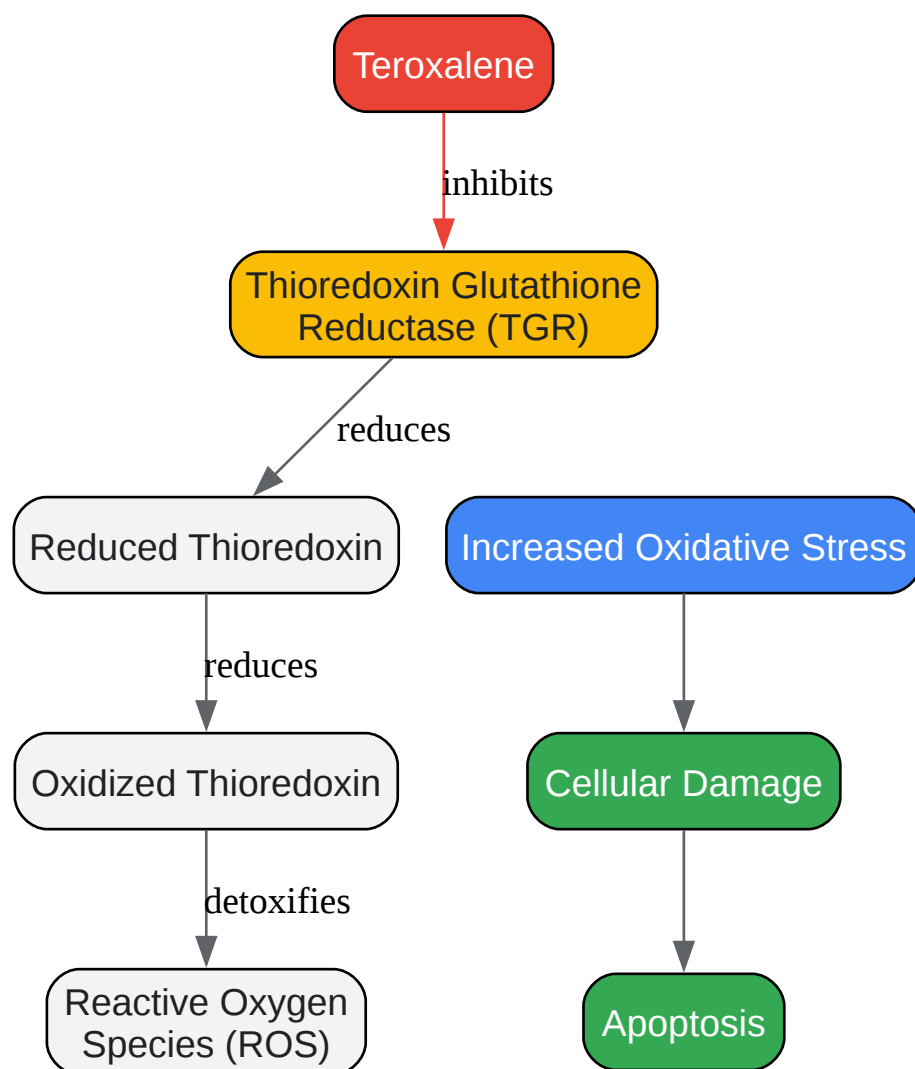 Teroxalene
inhibits
Thioredoxin Glutathione
Reductase (TGR)
reduces
Reduced Thioredoxin
Increased Oxidative Stress
reduces
Oxidized Thioredoxin
Cellular Damage
detoxifies
Reactive Oxygen
Species (ROS)
Apoptosis